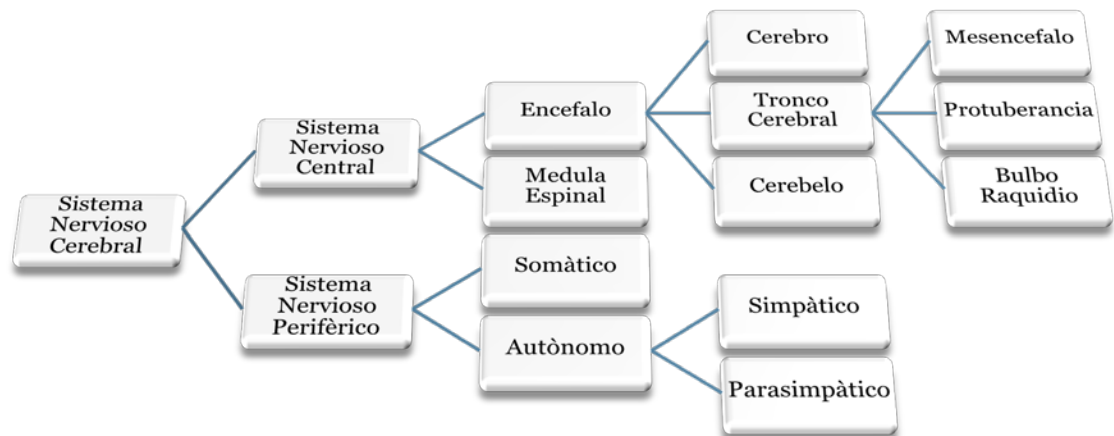 Sistema
Nervioso
Cerebral
Sistema
Nervioso
Central
Encefalo
Cerebro
Tronco
Cerebral
Mesencefalo
Protuberancia
Bulbo
Raquidio
Cerebelo
Medula
Espinal
Sistema
Nervioso
Perifèrico
Somàtico
Autònomo
Simpàtico
Parasimpàtico